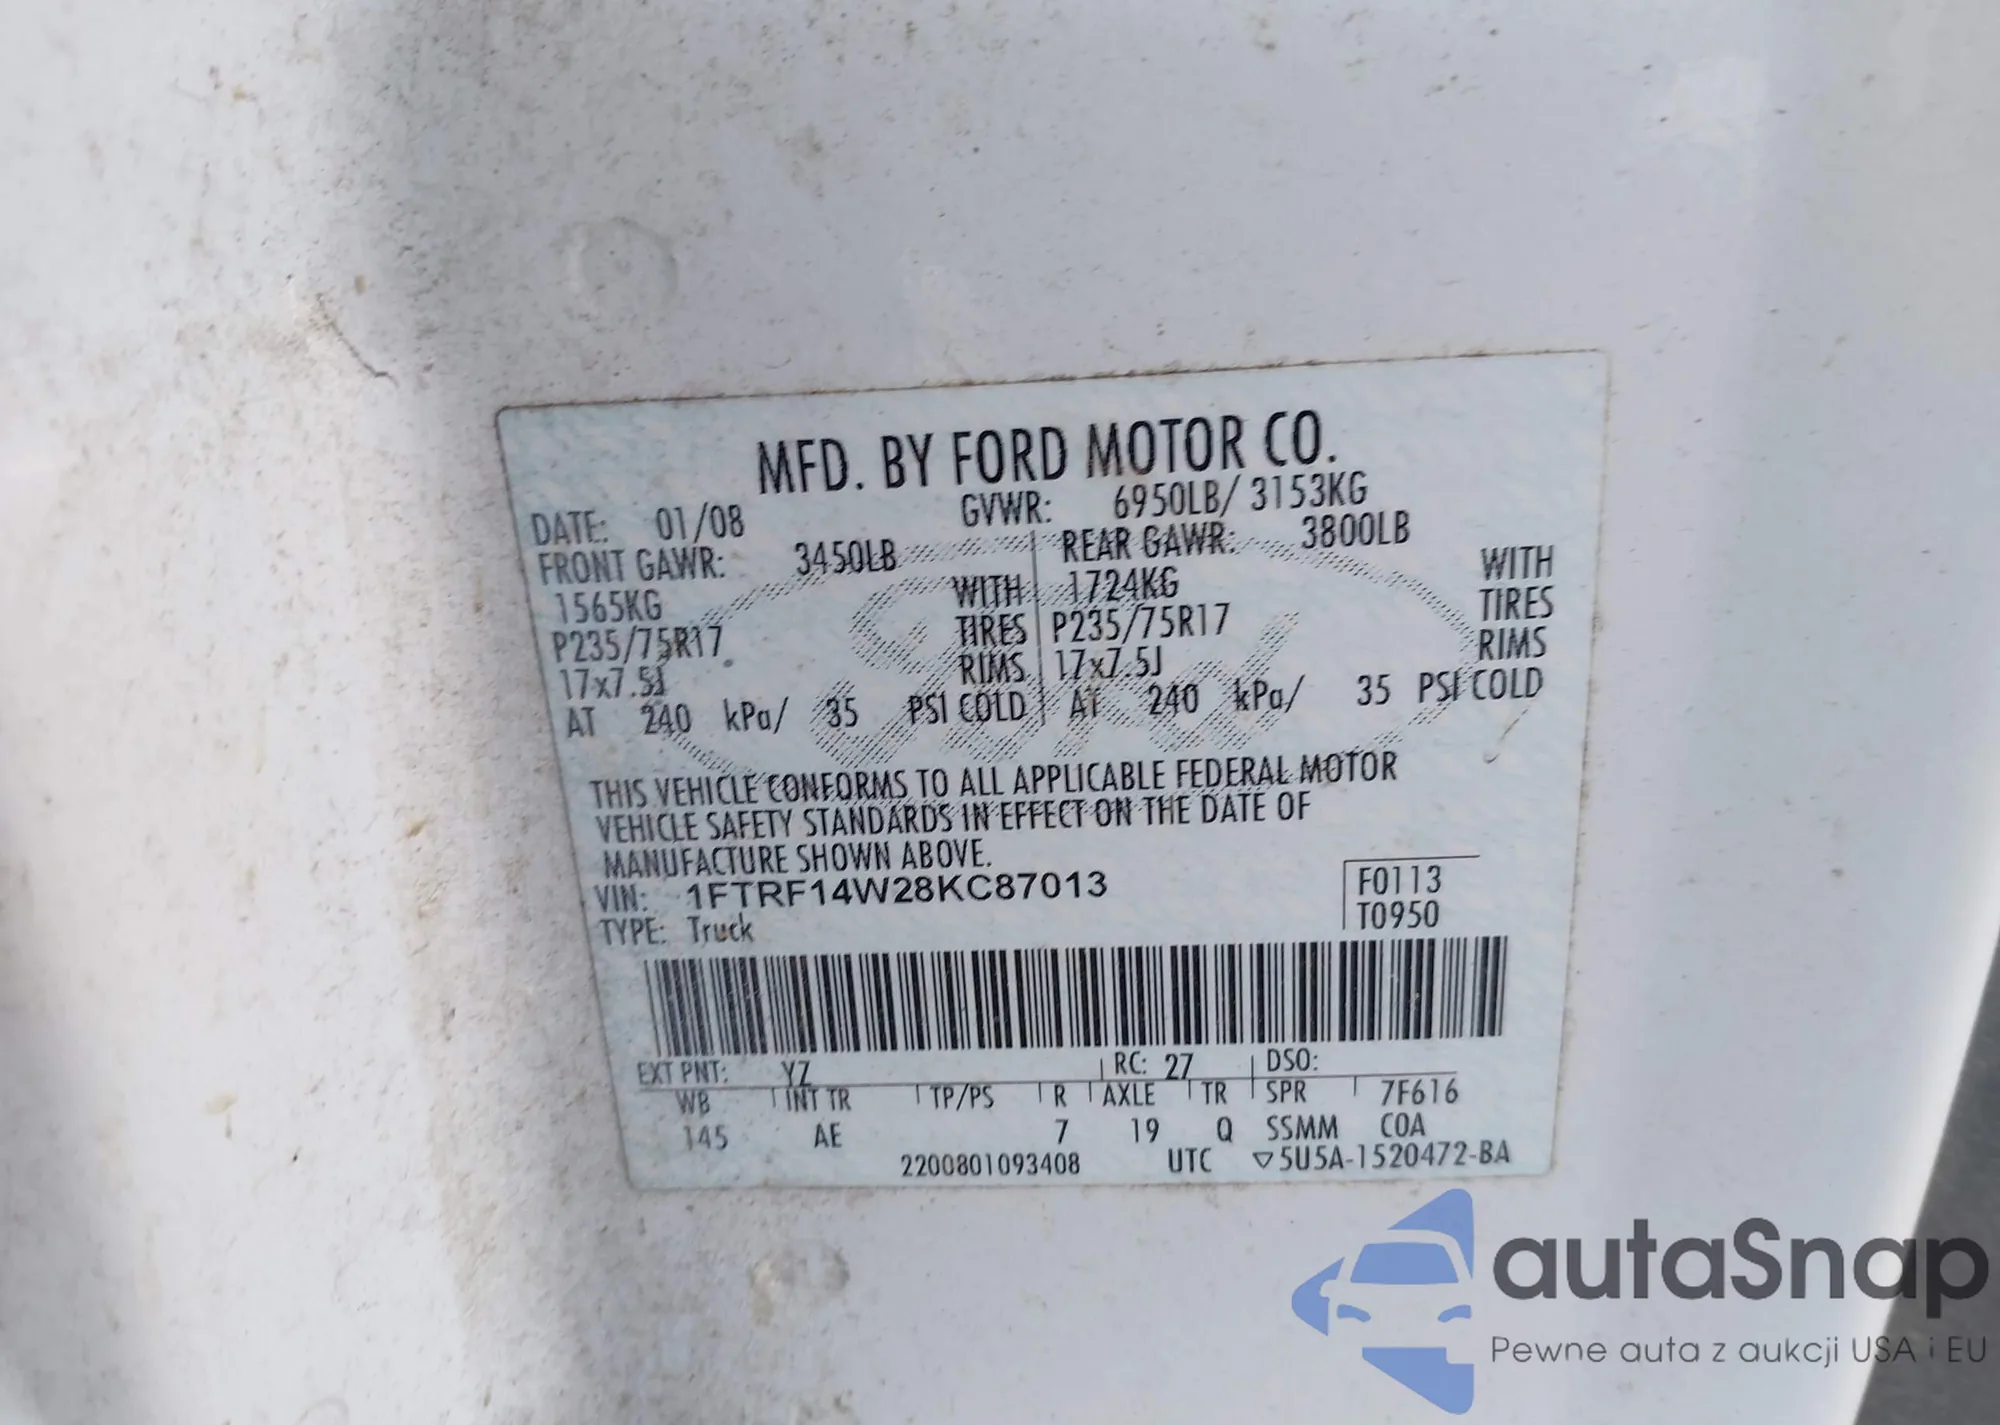 MFD. BY FORD MOTOR CO.
DATE: 01/08 GVWR: 6950LB/ 3153KG
FRONT GAWR: 3450LB REAR GAWR: 3800LB
1565KG WITH 1724KG WITH
P235/75R17 TIRES P235/75R17 TIRES
17x7.5J RIMS 17x7.5J RIMS
AT 240 kPa/ 35 PSI COLD AT 240 kPa/ 35 PSI COLD
THIS VEHICLE CONFORMS TO ALL APPLICABLE FEDERAL MOTOR
VEHICLE SAFETY STANDARDS IN EFFECT ON THE DATE OF
MANUFACTURE SHOWN ABOVE.
VIN: 1FTRF14W28KC87013 F0113
TYPE: Truck T0950
EXT PNT: YZ RC: 27 DSO:
WB INT TR TP/PS R AXLE TR SPR 7F616
145 AE 7 19 Q SSMM COA
2200801093408 UTC ▽5U5A-1520472-BA
autaSnap
Pewne auta z aukcji USA i EU